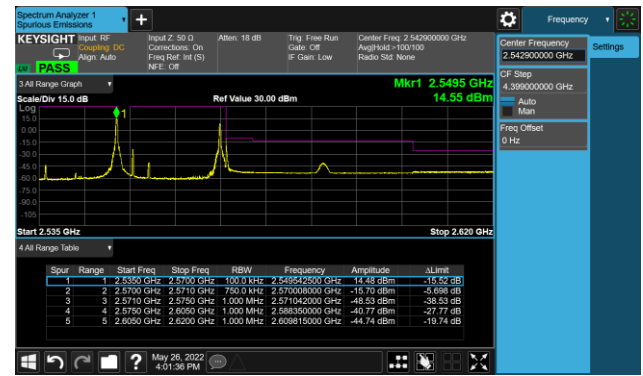 Spectrum Analyzer 1
Spurious Emissions
Frequency
KEYSIGHT
Input: RF
Coupling: DC
Align: Auto
Input Z: 50 Ω
Corrections: On
Freq Ref: Int (S)
NFE: Off
Atten: 18 dB
Trig: Free Run
Gate: Off
IF Gain: Low
Center Freq: 2.542900000 GHz
Avg|Hold:>100/100
Radio Std: None
PASS
Center Frequency
2.542900000 GHz
Settings
CF Step
4.399000000 GHz
Auto
Man
Freq Offset
0 Hz
3 All Range Graph
Mkr1 2.5495 GHz
14.55 dBm
Scale/Div 15.0 dB
Ref Value 30.00 dBm
Log
15.0
0.00
-15.0
-30.0
-45.0
-60.0
-75.0
-90.0
-105
1
Start 2.535 GHz
Stop 2.620 GHz
4 All Range Table
Spur Range Start Freq Stop Freq RBW Frequency Amplitude ΔLimit
1 1 2.5350 GHz 2.5700 GHz 100.0 kHz 2.549542500 GHz 14.48 dBm -15.52 dB
2 2 2.5700 GHz 2.5710 GHz 750.0 kHz 2.570008000 GHz -15.70 dBm -5.698 dB
3 3 2.5710 GHz 2.5750 GHz 1.000 MHz 2.571042000 GHz -48.53 dBm -38.53 dB
4 4 2.5750 GHz 2.6050 GHz 1.000 MHz 2.588350000 GHz -40.77 dBm -27.77 dB
5 5 2.6050 GHz 2.6200 GHz 1.000 MHz 2.609815000 GHz -44.74 dBm -19.74 dB
May 26, 2022
4:01:36 PM